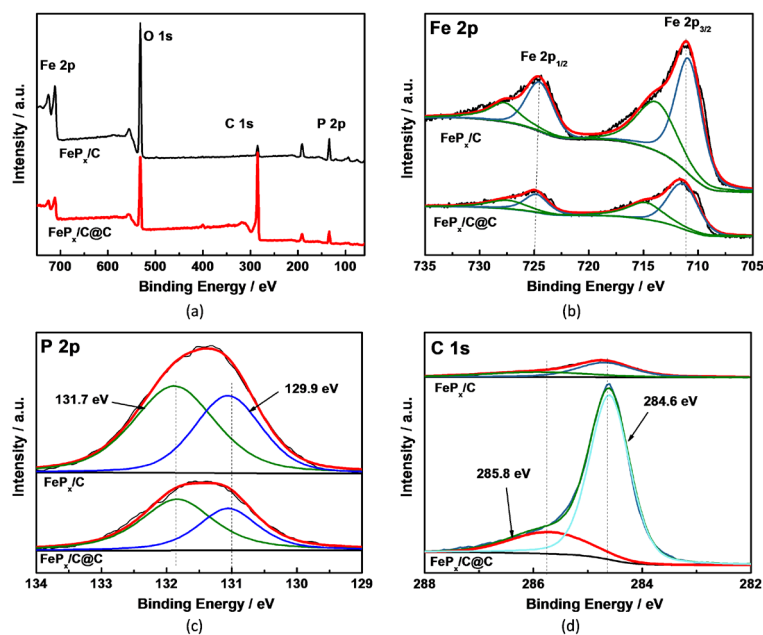 O 1s
Fe 2p
C 1s
P 2p
FePx/C
FePx/C@C
Intensity / a.u.
700 600 500 400 300 200 100
Binding Energy / eV
(a)
Fe 2p
Fe 2p3/2
Fe 2p1/2
FePx/C
FePx/C@C
Intensity / a.u.
735 730 725 720 715 710 705
Binding Energy / eV
(b)
P 2p
131.7 eV
129.9 eV
FePx/C
FePx/C@C
Intensity / a.u.
134 133 132 131 130 129
Binding Energy / eV
(c)
C 1s
FePx/C
284.6 eV
285.8 eV
FePx/C@C
Intensity / a.u.
288 286 284 282
Binding Energy / eV
(d)